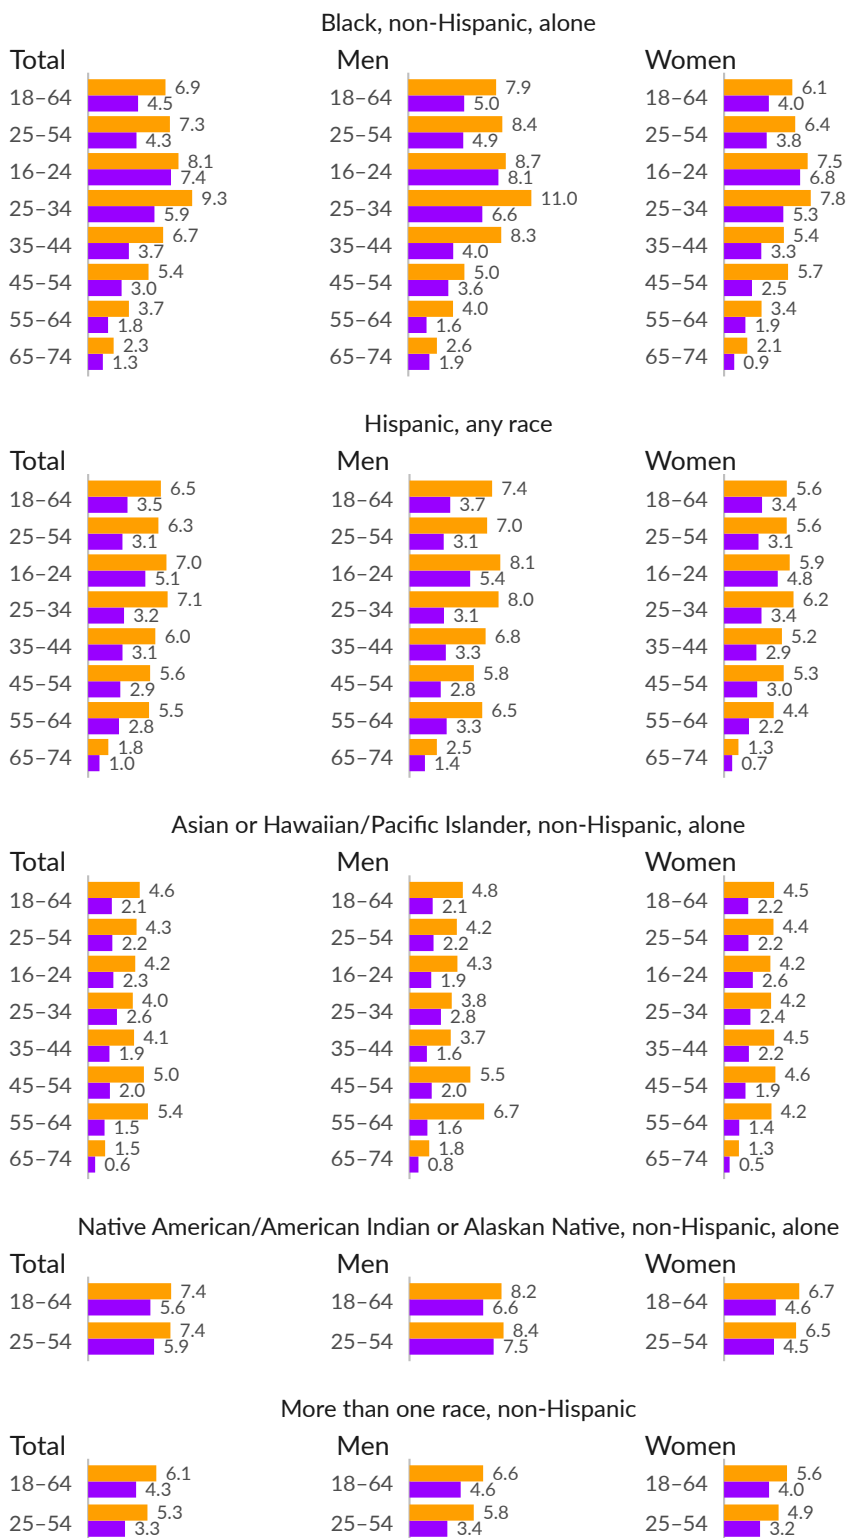 Black, non-Hispanic, alone
Total Men Women
18–64 6.9 4.5 18–64 7.9 5.0 18–64 6.1 4.0
25–54 7.3 4.3 25–54 8.4 4.9 25–54 6.4 3.8
16–24 8.1 7.4 16–24 8.7 8.1 16–24 7.5 6.8
25–34 9.3 5.9 25–34 11.0 6.6 25–34 7.8 5.3
35–44 6.7 3.7 35–44 8.3 4.0 35–44 5.4 3.3
45–54 5.4 3.0 45–54 5.0 3.6 45–54 5.7 2.5
55–64 3.7 1.8 55–64 4.0 1.6 55–64 3.4 1.9
65–74 2.3 1.3 65–74 2.6 1.9 65–74 2.1 0.9
Hispanic, any race
Total Men Women
18–64 6.5 3.5 18–64 7.4 3.7 18–64 5.6 3.4
25–54 6.3 3.1 25–54 7.0 3.1 25–54 5.6 3.1
16–24 7.0 5.1 16–24 8.1 5.4 16–24 5.9 4.8
25–34 7.1 3.2 25–34 8.0 3.1 25–34 6.2 3.4
35–44 6.0 3.1 35–44 6.8 3.3 35–44 5.2 2.9
45–54 5.6 2.9 45–54 5.8 2.8 45–54 5.3 3.0
55–64 5.5 2.8 55–64 6.5 3.3 55–64 4.4 2.2
65–74 1.8 1.0 65–74 2.5 1.4 65–74 1.3 0.7
Asian or Hawaiian/Pacific Islander, non-Hispanic, alone
Total Men Women
18–64 4.6 2.1 18–64 4.8 2.1 18–64 4.5 2.2
25–54 4.3 2.2 25–54 4.2 2.2 25–54 4.4 2.2
16–24 4.2 2.3 16–24 4.3 1.9 16–24 4.2 2.6
25–34 4.0 2.6 25–34 3.8 2.8 25–34 4.2 2.4
35–44 4.1 1.9 35–44 3.7 1.6 35–44 4.5 2.2
45–54 5.0 2.0 45–54 5.5 2.0 45–54 4.6 1.9
55–64 5.4 1.5 55–64 6.7 1.6 55–64 4.2 1.4
65–74 1.5 0.6 65–74 1.8 0.8 65–74 1.3 0.5
Native American/American Indian or Alaskan Native, non-Hispanic, alone
Total Men Women
18–64 7.4 5.6 18–64 8.2 6.6 18–64 6.7 4.6
25–54 7.4 5.9 25–54 8.4 7.5 25–54 6.5 4.5
More than one race, non-Hispanic
Total Men Women
18–64 6.1 4.3 18–64 6.6 4.6 18–64 5.6 4.0
25–54 5.3 3.3 25–54 5.8 3.4 25–54 4.9 3.2